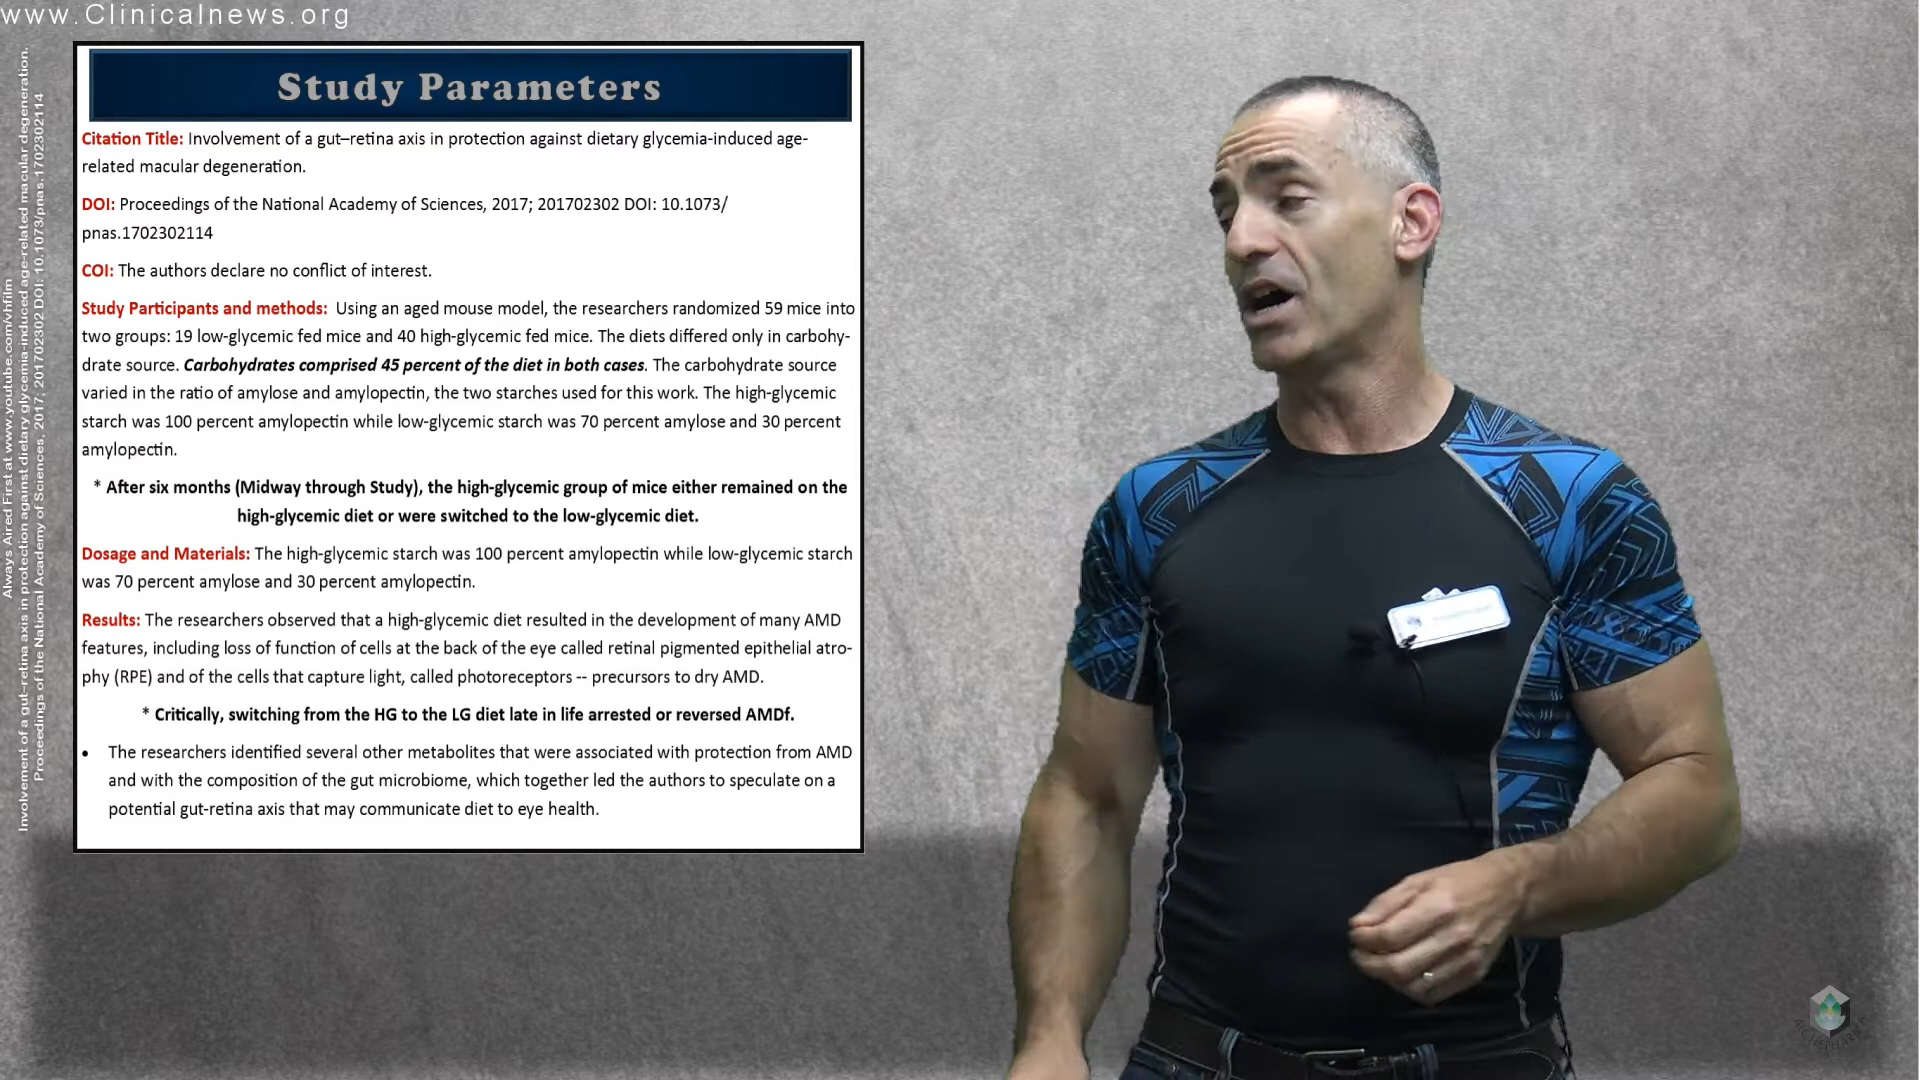 www.Clinicalnews.org
Always Aired First at www.youtube.com/vhfilm
Involvement of a gut–retina axis in protection against dietary glycemia-induced age-related macular degeneration.
Proceedings of the National Academy of Sciences, 2017; 201702302 DOI: 10.1073/pnas.1702302114
Study Parameters
Citation Title: Involvement of a gut–retina axis in protection against dietary glycemia-induced age-
related macular degeneration.
DOI: Proceedings of the National Academy of Sciences, 2017; 201702302 DOI: 10.1073/
pnas.1702302114
COI: The authors declare no conflict of interest.
Study Participants and methods: Using an aged mouse model, the researchers randomized 59 mice into
two groups: 19 low-glycemic fed mice and 40 high-glycemic fed mice. The diets differed only in carbohy-
drate source. Carbohydrates comprised 45 percent of the diet in both cases. The carbohydrate source
varied in the ratio of amylose and amylopectin, the two starches used for this work. The high-glycemic
starch was 100 percent amylopectin while low-glycemic starch was 70 percent amylose and 30 percent
amylopectin.
* After six months (Midway through Study), the high-glycemic group of mice either remained on the
high-glycemic diet or were switched to the low-glycemic diet.
Dosage and Materials: The high-glycemic starch was 100 percent amylopectin while low-glycemic starch
was 70 percent amylose and 30 percent amylopectin.
Results: The researchers observed that a high-glycemic diet resulted in the development of many AMD
features, including loss of function of cells at the back of the eye called retinal pigmented epithelial atro-
phy (RPE) and of the cells that capture light, called photoreceptors -- precursors to dry AMD.
* Critically, switching from the HG to the LG diet late in life arrested or reversed AMDf.
• The researchers identified several other metabolites that were associated with protection from AMD
and with the composition of the gut microbiome, which together led the authors to speculate on a
potential gut-retina axis that may communicate diet to eye health.